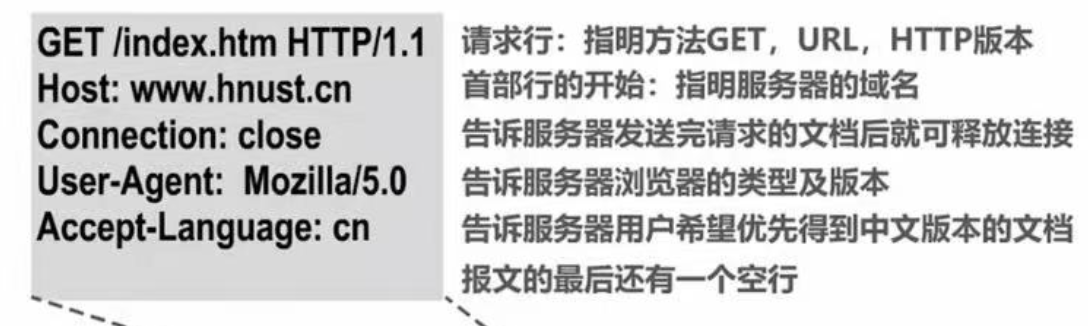 GET /index.htm HTTP/1.1 请求行：指明方法GET，URL，HTTP版本
Host: www.hnust.cn 首部行的开始：指明服务器的域名
Connection: close 告诉服务器发送完请求的文档后就可释放连接
User-Agent: Mozilla/5.0 告诉服务器浏览器的类型及版本
Accept-Language: cn 告诉服务器用户希望优先得到中文版本的文档
报文的最后还有一个空行